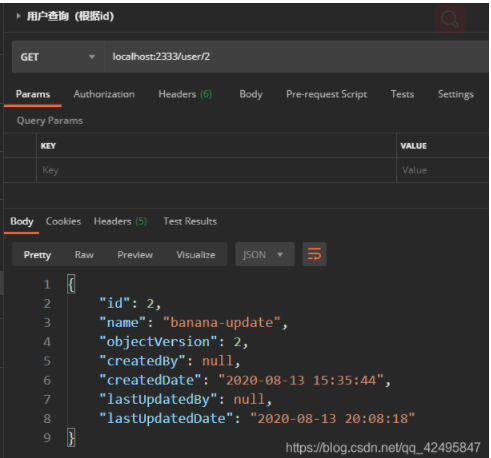 用户查询（根据id）
GET localhost:2333/user/2
Params Authorization Headers (6) Body Pre-request Script Tests Settings
Query Params
KEY VALUE
Key Value
Body Cookies Headers (5) Test Results
Pretty Raw Preview Visualize JSON
1 {
2 "id": 2,
3 "name": "banana-update",
4 "objectVersion": 2,
5 "createdBy": null,
6 "createdDate": "2020-08-13 15:35:44",
7 "lastUpdatedBy": null,
8 "lastUpdatedDate": "2020-08-13 20:08:18"
9 }
https://blog.csdn.net/qq_42495847